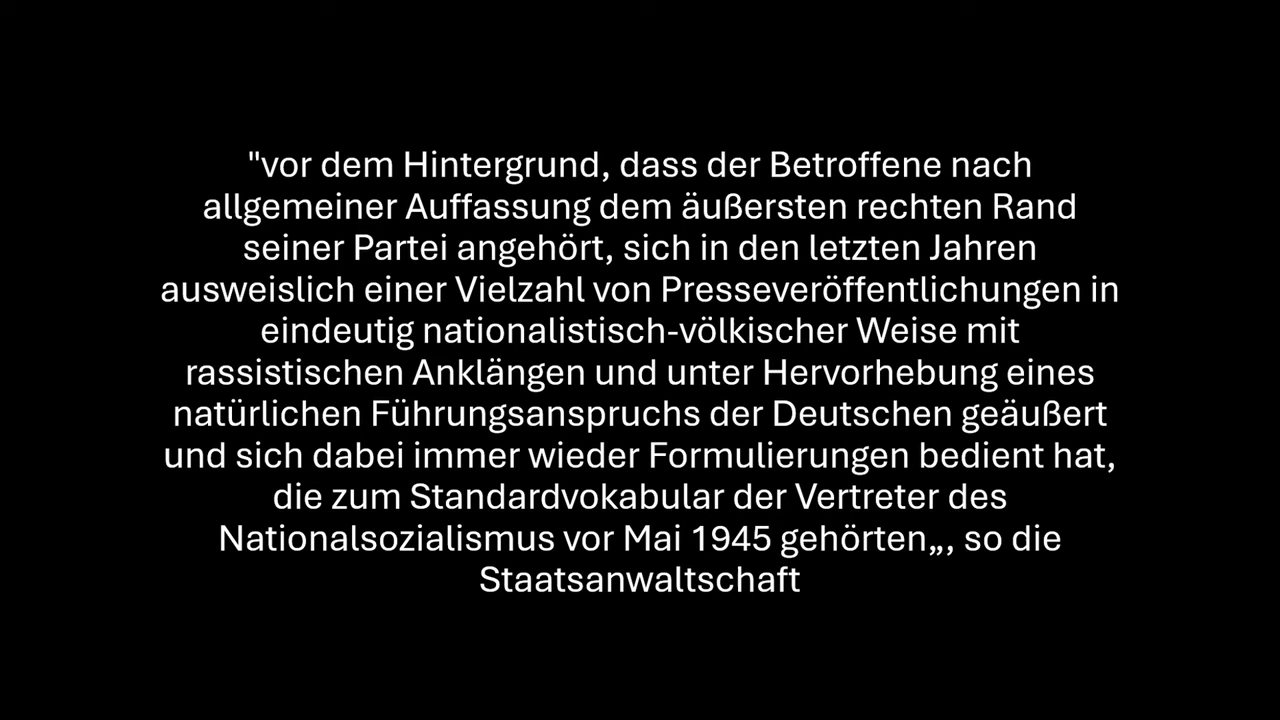 "vor dem Hintergrund, dass der Betroffene nach
allgemeiner Auffassung dem äußersten rechten Rand
seiner Partei angehört, sich in den letzten Jahren
ausweislich einer Vielzahl von Presseveröffentlichungen in
eindeutig nationalistisch-völkischer Weise mit
rassistischen Anklängen und unter Hervorhebung eines
natürlichen Führungsanspruchs der Deutschen geäußert
und sich dabei immer wieder Formulierungen bedient hat,
die zum Standardvokabular der Vertreter des
Nationalsozialismus vor Mai 1945 gehörten„, so die
Staatsanwaltschaft